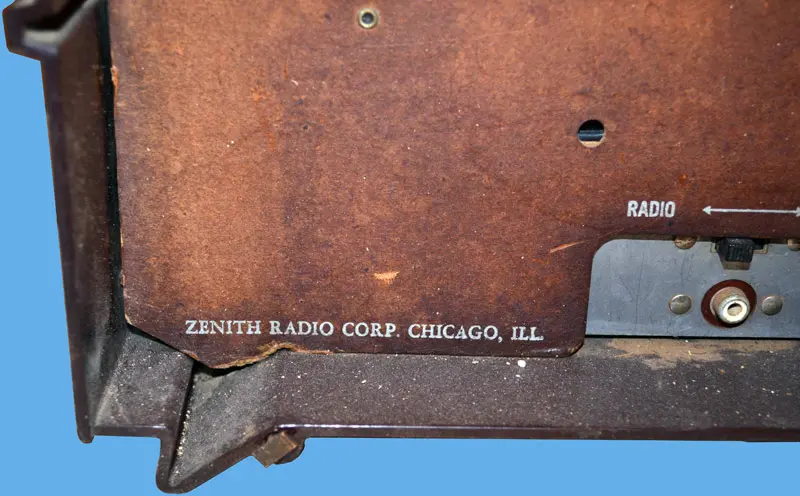 RADIO
ZENITH RADIO CORP. CHICAGO, ILL.